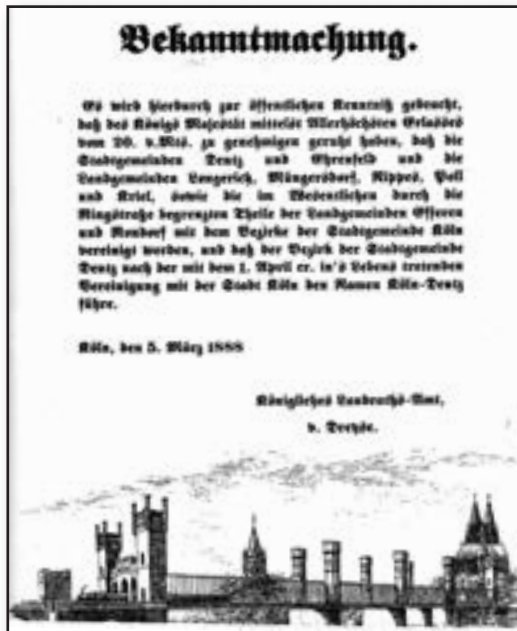 Bekanntmachung.
Es wird hierdurch zur öffentlichen Kenntniß gebracht,
daß des Königs Majestät mittelst Allerhöchsten Erlasses
vom 20. v.Mts. zu genehmigen geruht haben, daß die
Stadtgemeinden Deutz und Ehrenfeld und die
Landgemeinden Longerich, Müngersdorf, Nippes, Poll
und Kriel, sowie die im Wesentlichen durch die
Ringstraße begrenzten Theile der Landgemeinden Efferen
und Rondorf mit dem Bezirke der Stadtgemeinde Köln
vereinigt werden, und daß der Bezirk der Stadtgemeinde
Deutz nach der mit dem 1. April cr. in's Leben tretenden
Vereinigung mit der Stadt Köln den Namen Köln-Deutz
führe.
Köln, den 5. März 1888
Königliches Landraths-Amt,
v. Dreyse.